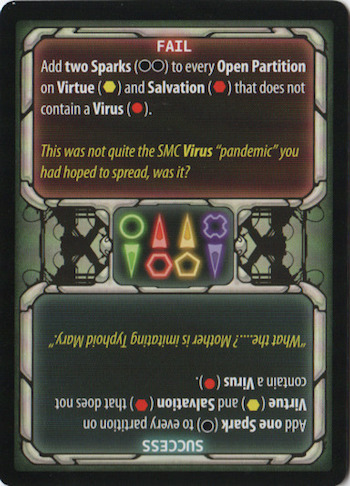 FAIL
Add two Sparks (○○) to every Open Partition
on Virtue (⬢) and Salvation (⬢) that does not
contain a Virus (●).
This was not quite the SMC Virus "pandemic" you
had hoped to spread, was it?
SUCCESS
Add one Spark (○) to every partition on
Virtue (⬢) and Salvation (⬢) that does not
contain a Virus (●).
"What the....? Mother is imitating Typhoid Mary."